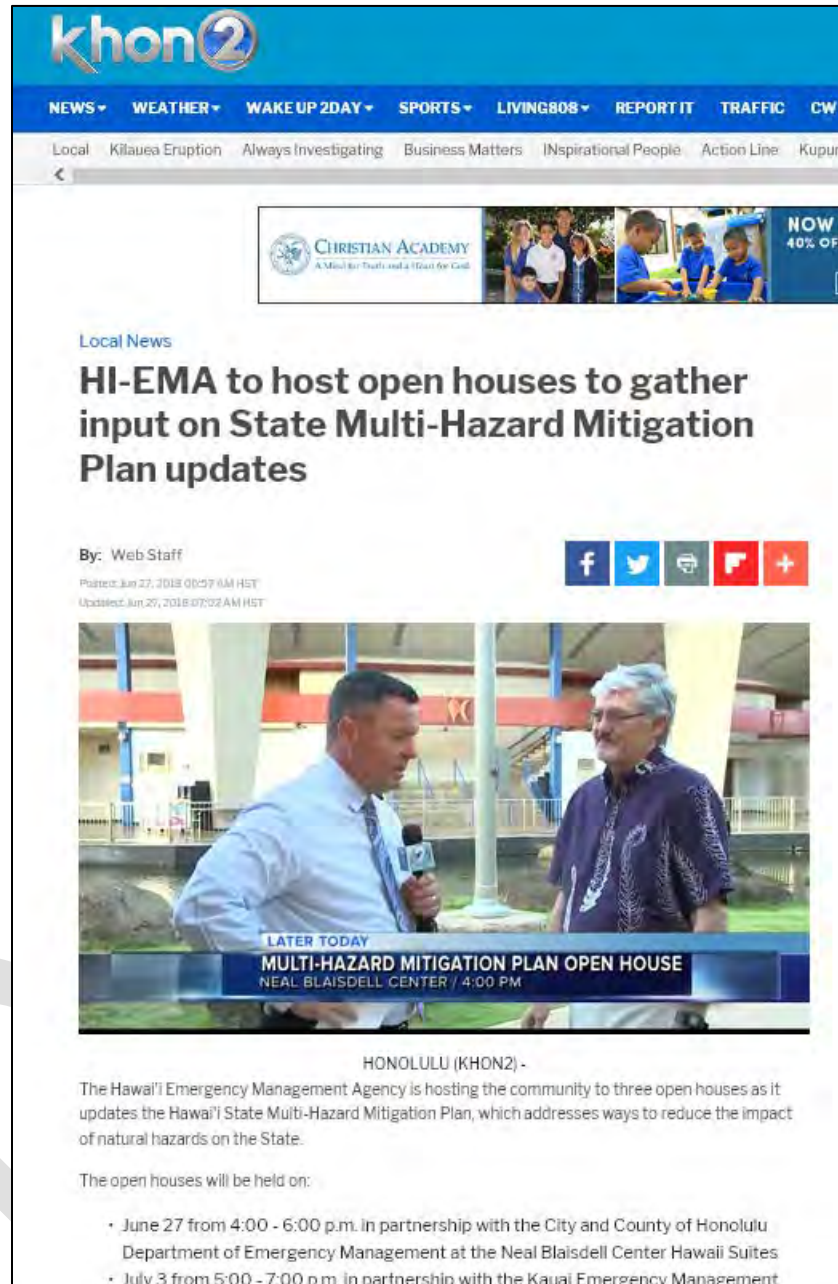 khon2
NEWS WEATHER WAKE UP 2DAY SPORTS LIVING808 REPORT IT TRAFFIC CW
Local Kilauea Eruption Always Investigating Business Matters INspirational People Action Line Kupun
CHRISTIAN ACADEMY
A Mind for Truth and a Heart for God
NOW
40% OF
Local News
HI-EMA to host open houses to gather
input on State Multi-Hazard Mitigation
Plan updates
By: Web Staff
Posted: Jun 27, 2018 06:57 AM HST
Updated: Jun 27, 2018 07:02 AM HST
LATER TODAY
MULTI-HAZARD MITIGATION PLAN OPEN HOUSE
NEAL BLAISDELL CENTER / 4:00 PM
HONOLULU (KHON2) -
The Hawai'i Emergency Management Agency is hosting the community to three open houses as it
updates the Hawai'i State Multi-Hazard Mitigation Plan, which addresses ways to reduce the impact
of natural hazards on the State.
The open houses will be held on:
• June 27 from 4:00 - 6:00 p.m. in partnership with the City and County of Honolulu
Department of Emergency Management at the Neal Blaisdell Center Hawaii Suites
• July 3 from 5:00 - 7:00 p.m. in partnership with the Kauai Emergency Management